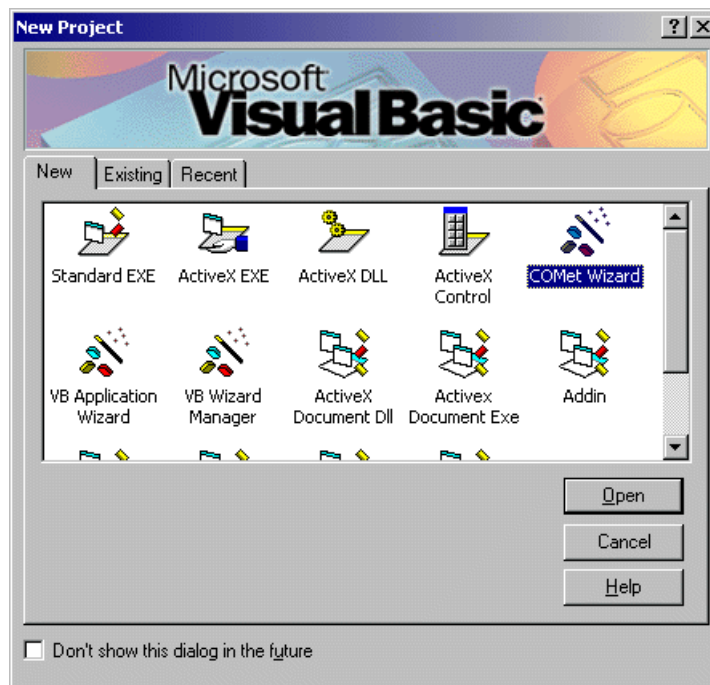 New Project
Microsoft
Visual Basic
New Existing Recent
Standard EXE ActiveX EXE ActiveX DLL ActiveX Control COMet Wizard
VB Application Wizard VB Wizard Manager ActiveX Document Dll Activex Document Exe Addin
Open
Cancel
Help
Don't show this dialog in the future